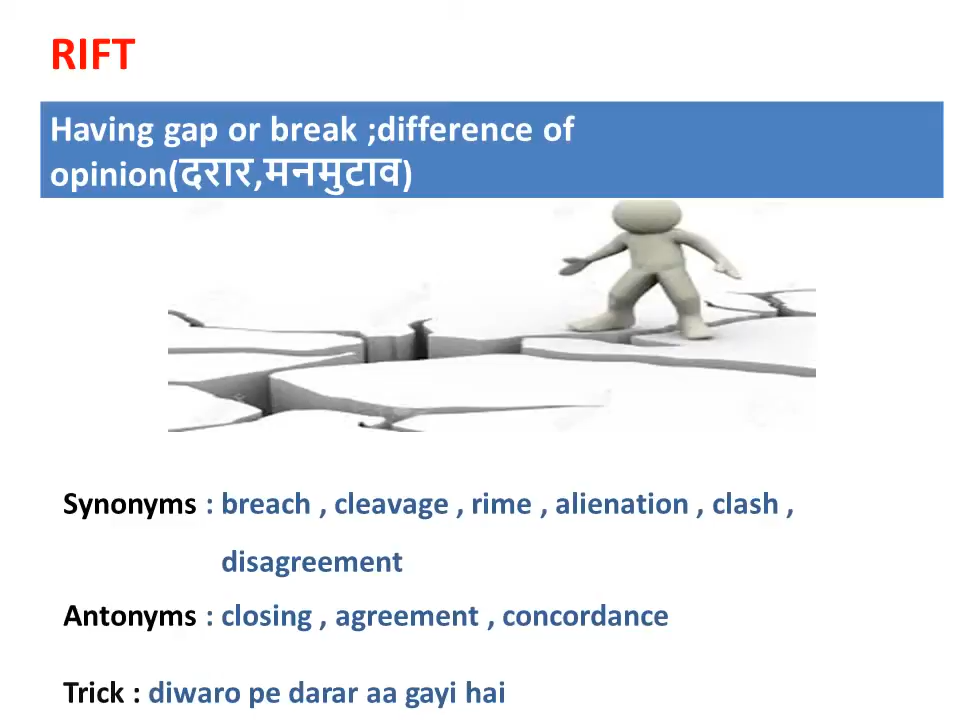 RIFT
Having gap or break ;difference of
opinion(दरार,मनमुटाव)
Synonyms : breach , cleavage , rime , alienation , clash ,
disagreement
Antonyms : closing , agreement , concordance
Trick : diwaro pe darar aa gayi hai